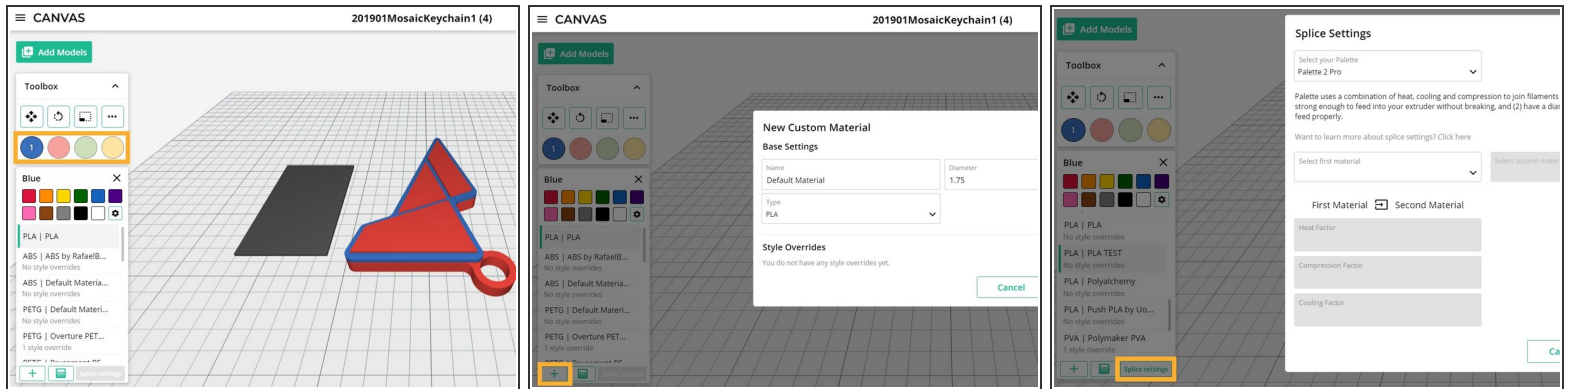 CANVAS
201901MosaicKeychain1 (4)
Add Models
Toolbox
1
Blue
PLA | PLA
ABS | ABS by RafaelB...
No style overrides
ABS | Default Materia...
No style overrides
PETG | Default Materi...
No style overrides
PETG | Overture PET...
1 style override
Splice settings
CANVAS
201901MosaicKeychain1 (4)
Add Models
Toolbox
1
Blue
PLA | PLA
ABS | ABS by RafaelB...
No style overrides
ABS | Default Materia...
No style overrides
PETG | Default Materi...
No style overrides
PETG | Overture PET...
1 style override
Splice settings
New Custom Material
Base Settings
Name
Default Material
Diameter
1.75
Type
PLA
Style Overrides
You do not have any style overrides yet.
Cancel
Add Models
Toolbox
1
Blue
PLA | PLA
No style overrides
PLA | PLA TEST
No style overrides
PLA | Polyalchemy
No style overrides
PLA | Push PLA by Uo...
No style overrides
PVA | Polymaker PVA
1 style override
Splice settings
Splice Settings
Select your Palette
Palette 2 Pro
Palette uses a combination of heat, cooling and compression to join filaments
strong enough to feed into your extruder without breaking, and (2) have a diar
feed properly.
Want to learn more about splice settings? Click here
Select first material
Select second mater
First Material Second Material
Heat Factor
Compression Factor
Cooling Factor
Ca